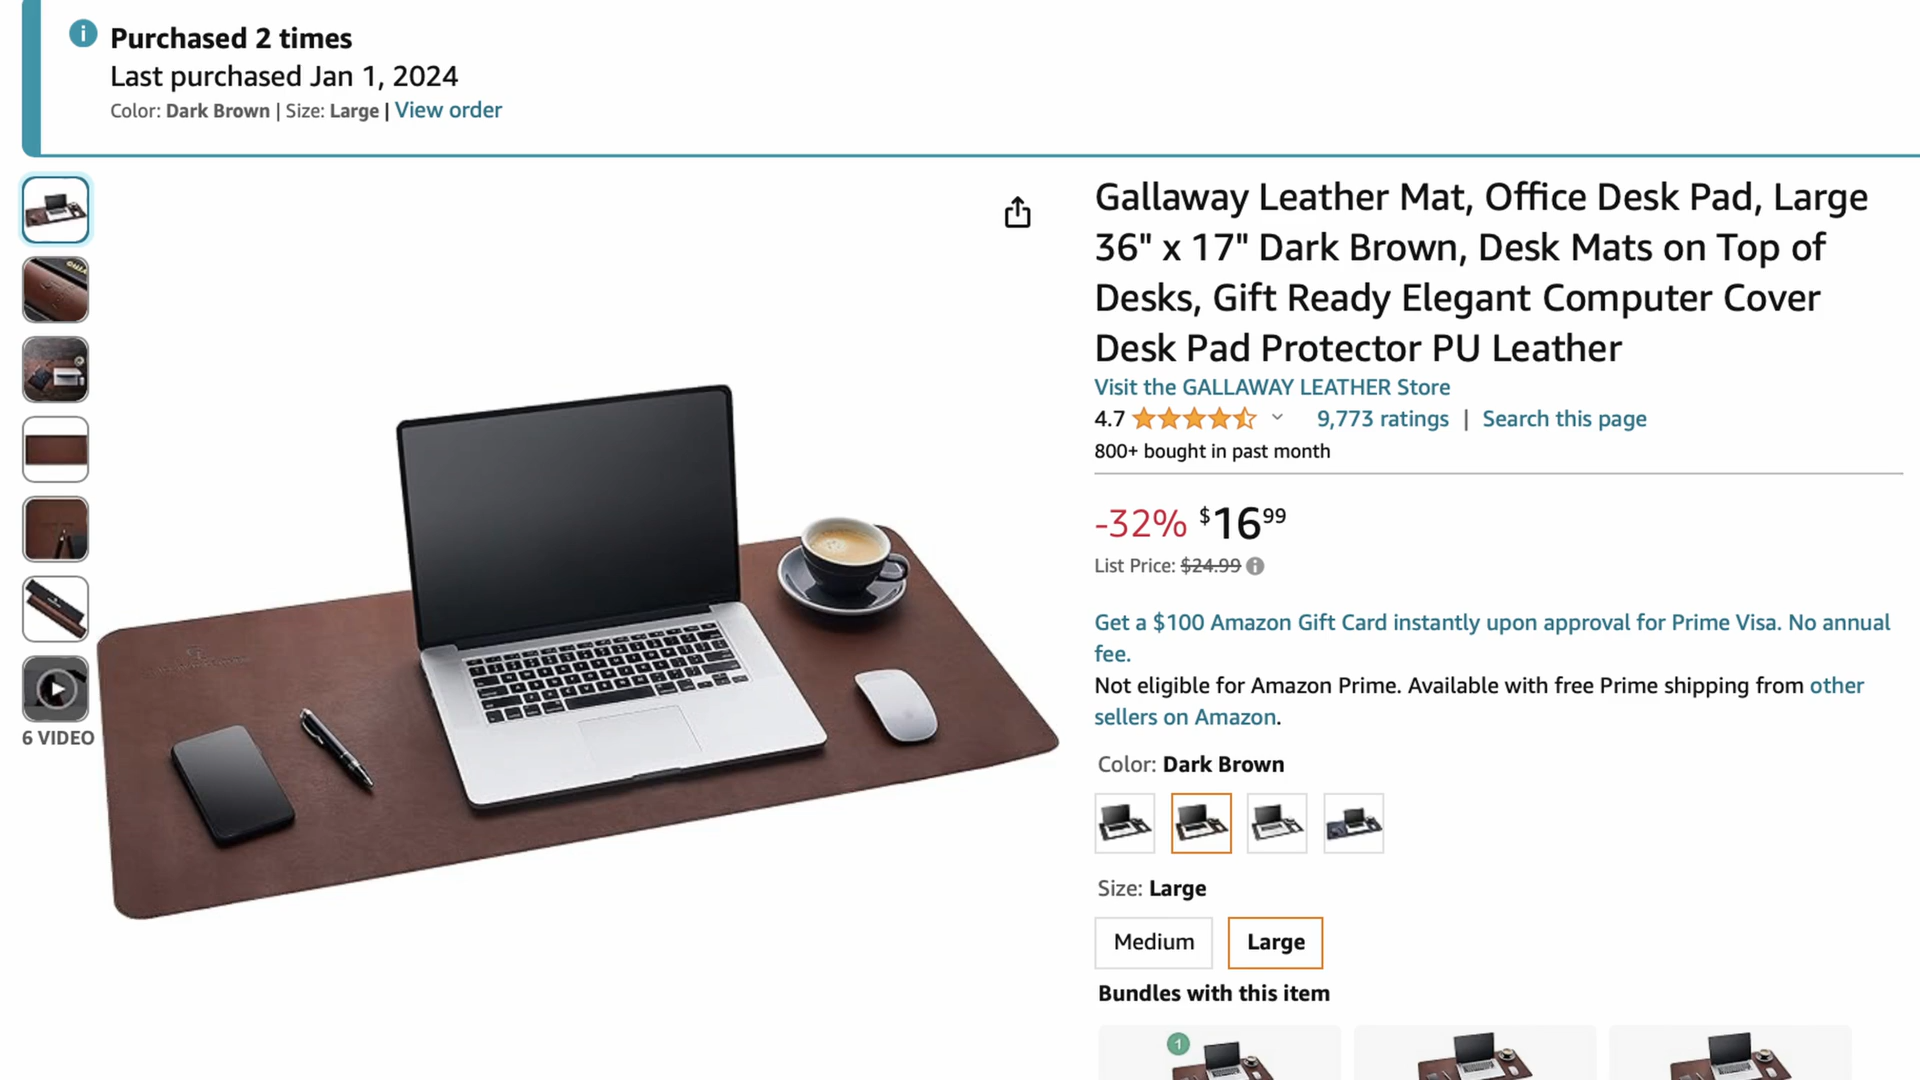 Purchased 2 times
Last purchased Jan 1, 2024
Color: Dark Brown | Size: Large | View order
Gallaway Leather Mat, Office Desk Pad, Large
36" x 17" Dark Brown, Desk Mats on Top of
Desks, Gift Ready Elegant Computer Cover
Desk Pad Protector PU Leather
Visit the GALLAWAY LEATHER Store
4.7 9,773 ratings | Search this page
800+ bought in past month
-32% $16 99
List Price: $24.99
Get a $100 Amazon Gift Card instantly upon approval for Prime Visa. No annual
fee.
Not eligible for Amazon Prime. Available with free Prime shipping from other
sellers on Amazon.
6 VIDEO
Color: Dark Brown
Size: Large
Medium Large
Bundles with this item
1